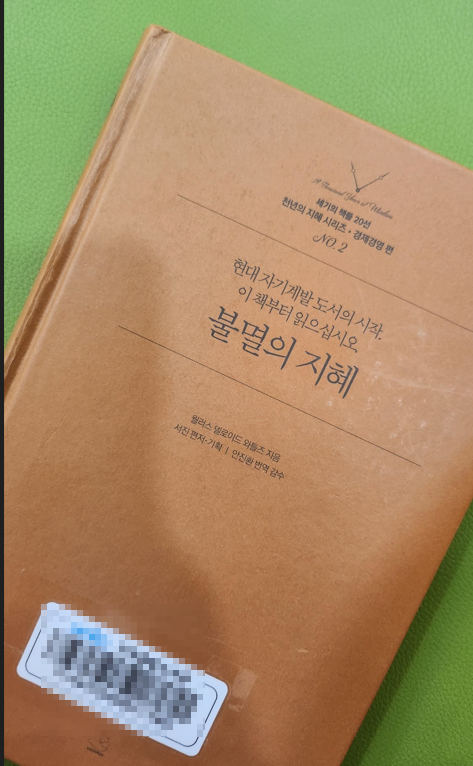 A Thousand Years of Wisdom
세기의 책들 20선
천년의 지혜 시리즈 · 경제경영 편
NO. 2
현대 자기계발 도서의 시작.
이 책부터 읽으십시오.
불멸의 지혜
월러스 델로이드 와틀즈 지음
서진 편저·기획 | 안진환 번역 감수